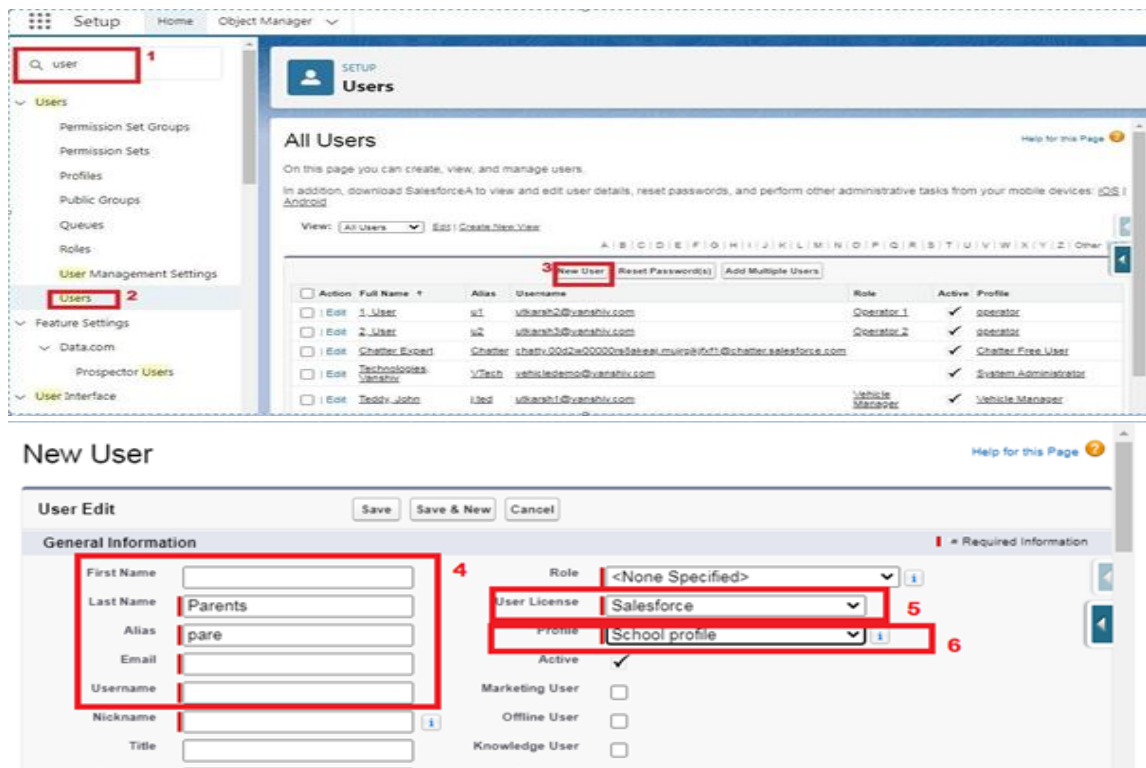 Setup Home Object Manager
user 1
SETUP
Users
Users
Permission Set Groups
Permission Sets
Profiles
Public Groups
Queues
Roles
User Management Settings
Users 2
Feature Settings
Data.com
Prospector Users
User Interface
All Users
Help for this Page
On this page you can create, view, and manage users.
In addition, download SalesforceA to view and edit user details, reset passwords, and perform other administrative tasks from your mobile devices: iOS |
Android
View: All Users Edit | Create New View
A | B | C | D | E | F | G | H | I | J | K | L | M | N | O | P | Q | R | S | T | U | V | W | X | Y | Z | Other
3 New User Reset Password(s) Add Multiple Users
Action Full Name ↑ Alias Username Role Active Profile
| Edit 1, User u1 utkarsh2@vanshiv.com Operator 1 operator
| Edit 2, User u2 utkarsh3@vanshiv.com Operator 2 operator
| Edit Chatter Expert Chatter Chatter Free User
| Edit Technologies, Vanshiv VTech vehicledemo@vanshiv.com System Administrator
| Edit Teddy, John utkarsh1@vanshiv.com Vehicle Manager Vehicle Manager
New User
Help for this Page
User Edit Save Save & New Cancel
General Information = Required Information
First Name 4 Role <None Specified>
Last Name Parents User License Salesforce 5
Alias pare Profile School profile 6
Email Active
Username Marketing User
Nickname Offline User
Title Knowledge User